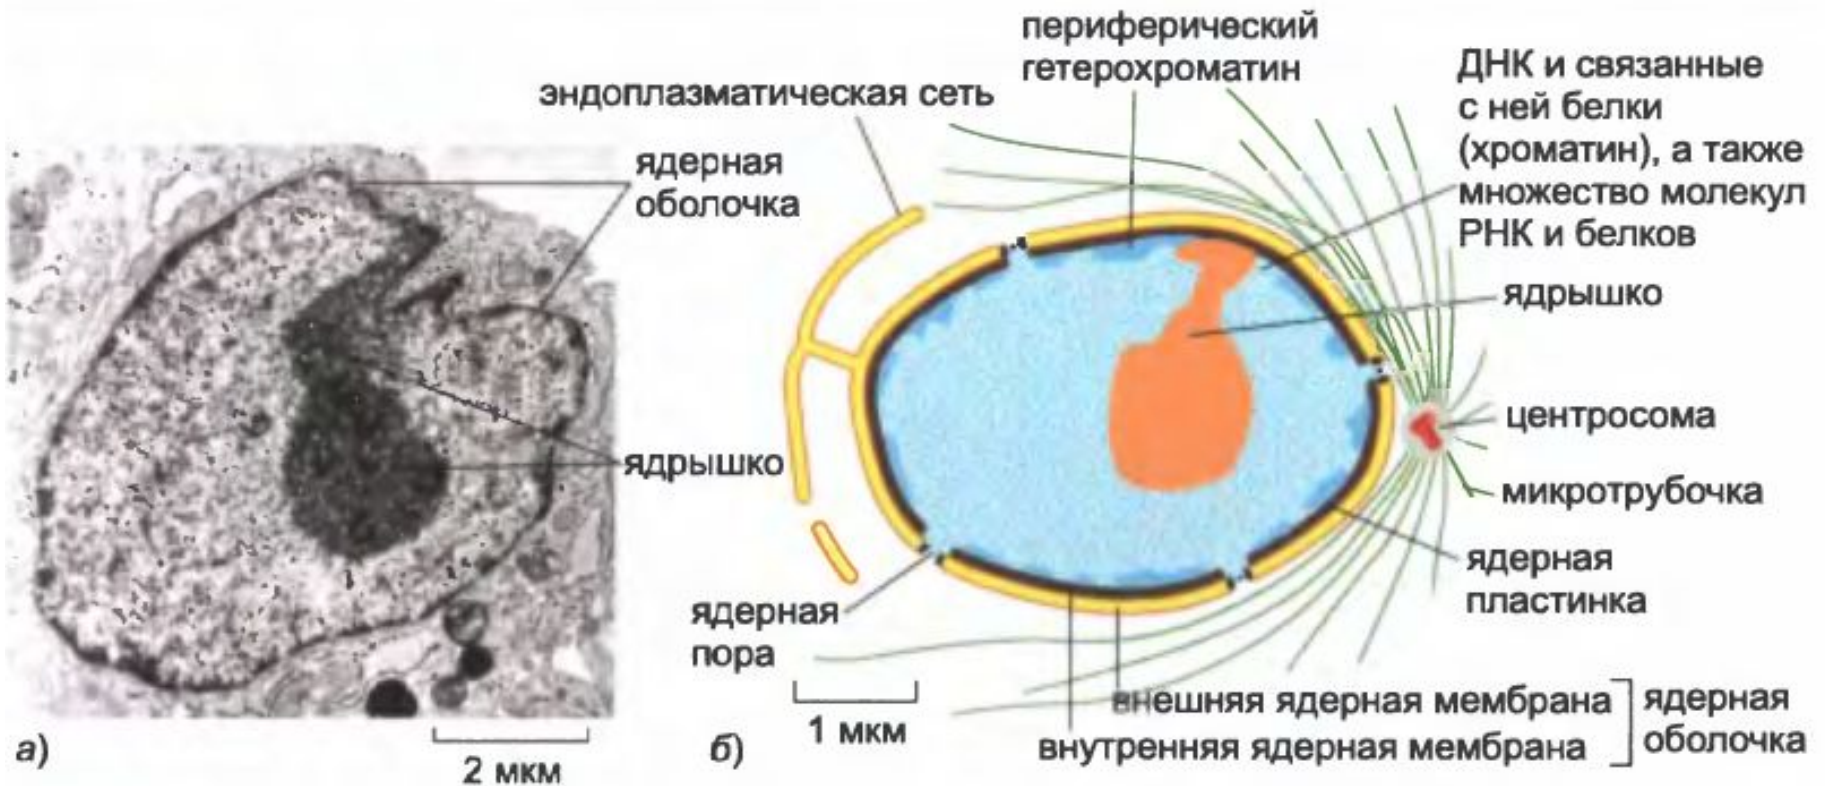 периферический
гетерохроматин
эндоплазматическая сеть
ДНК и связанные
с ней белки
(хроматин), а также
множество молекул
РНК и белков
ядерная
оболочка
ядрышко
центросома
ядрышко
микротрубочка
ядерная
пластинка
ядерная
пора
внешняя ядерная мембрана
внутренняя ядерная мембрана
ядерная
оболочка
1 мкм
2 мкм
а)
б)